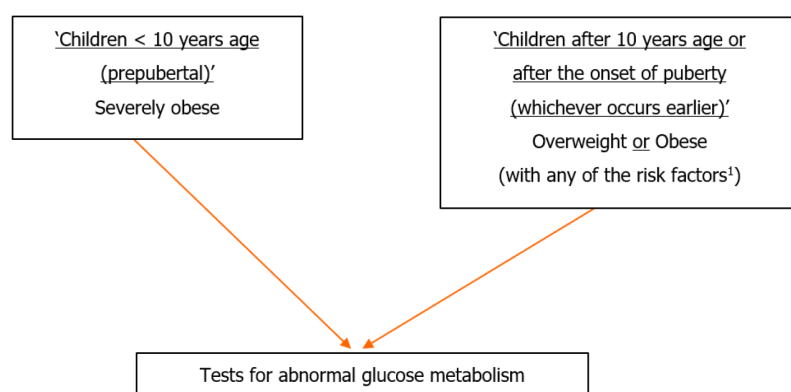 ‘Children < 10 years age
(prepubertal)’
Severely obese
‘Children after 10 years age or
after the onset of puberty
(whichever occurs earlier)’
Overweight or Obese
(with any of the risk factors¹)
Tests for abnormal glucose metabolism